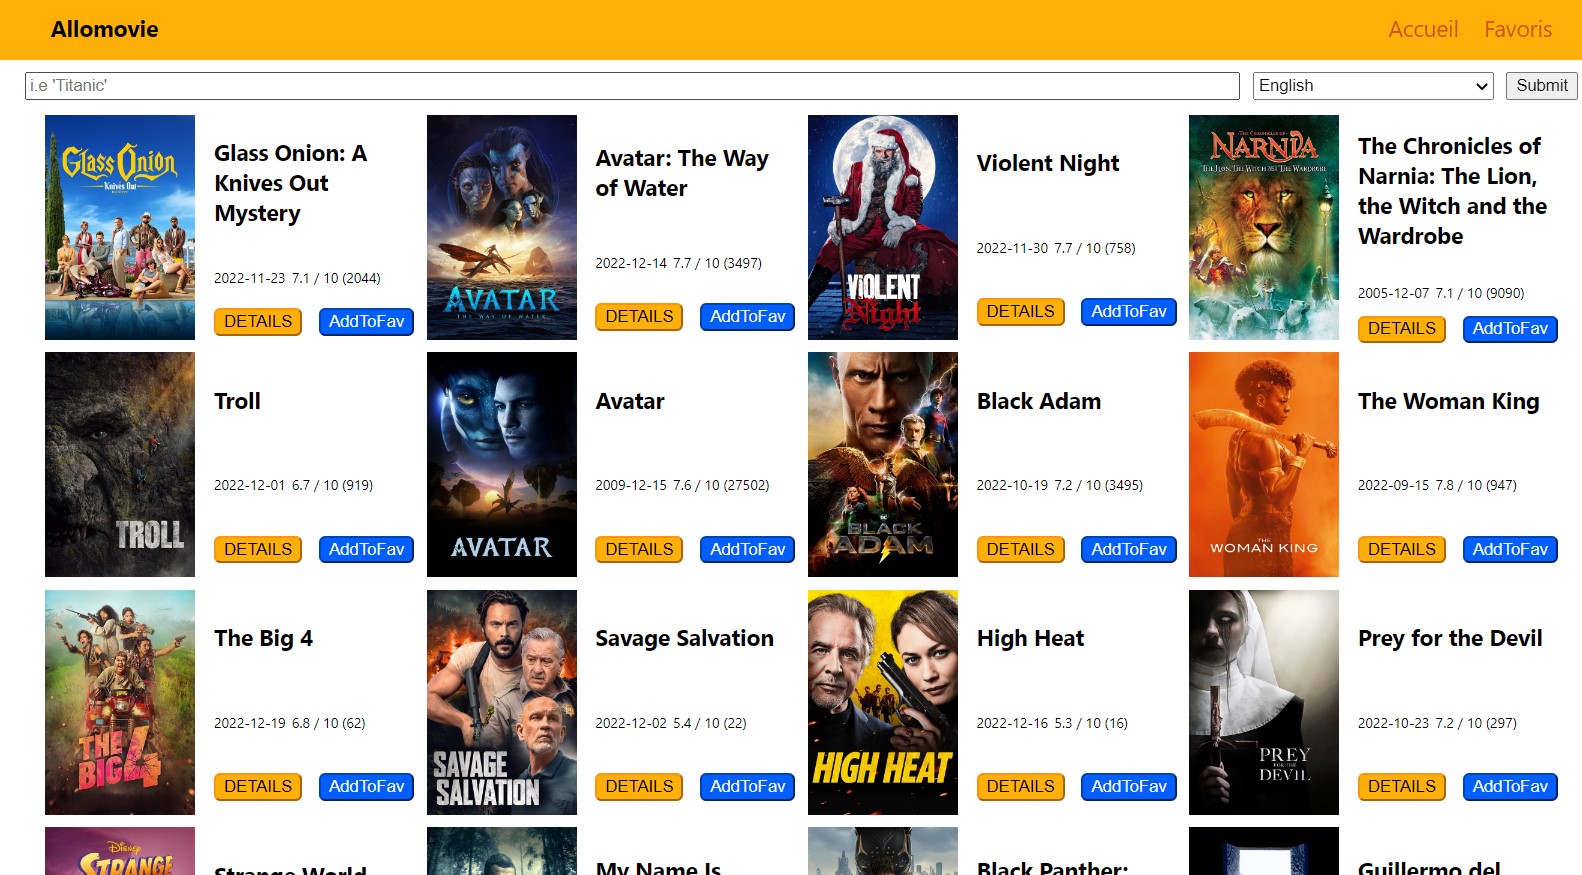 Allomovie
Accueil
Favoris
i.e 'Titanic'
English
Submit
Glass Onion
Knives Out
Glass Onion: A
Knives Out
Mystery
2022-11-23 7.1 / 10 (2044)
DETAILS
AddToFav
AVATAR
THE WAY OF WATER
Avatar: The Way
of Water
2022-12-14 7.7 / 10 (3497)
DETAILS
AddToFav
VIOLENT
Night
Violent Night
2022-11-30 7.7 / 10 (758)
DETAILS
AddToFav
THE CHRONICLES OF
NARNIA
THE LION, THE WITCH AND THE WARDROBE
The Chronicles of
Narnia: The Lion,
the Witch and the
Wardrobe
2005-12-07 7.1 / 10 (9090)
DETAILS
AddToFav
TROLL
Troll
2022-12-01 6.7 / 10 (919)
DETAILS
AddToFav
AVATAR
Avatar
2009-12-15 7.6 / 10 (27502)
DETAILS
AddToFav
BLACK
ADAM
Black Adam
2022-10-19 7.2 / 10 (3495)
DETAILS
AddToFav
THE
WOMAN KING
The Woman King
2022-09-15 7.8 / 10 (947)
DETAILS
AddToFav
THE
BIG 4
The Big 4
2022-12-19 6.8 / 10 (62)
DETAILS
AddToFav
SAVAGE
SALVATION
Savage Salvation
2022-12-02 5.4 / 10 (22)
DETAILS
AddToFav
HIGH HEAT
High Heat
2022-12-16 5.3 / 10 (16)
DETAILS
AddToFav
PREY
FOR THE
DEVIL
Prey for the Devil
2022-10-23 7.2 / 10 (297)
DETAILS
AddToFav
Disney
STRANGE
Strange World
My Name Is
Black Panther:
Guillermo del